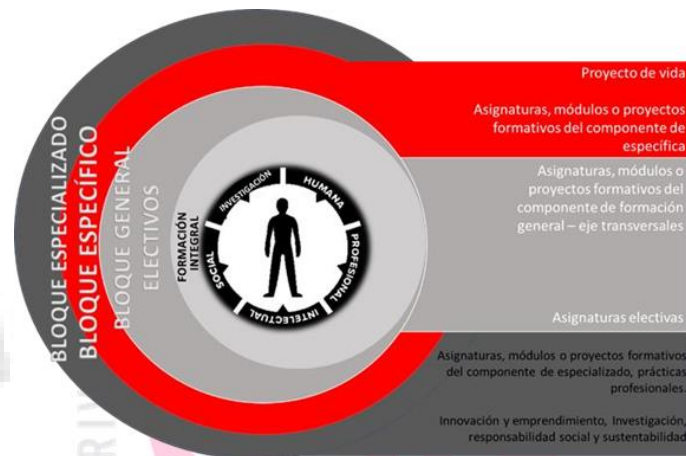 BLOQUE ESPECIALIZADO
BLOQUE ESPECÍFICO
BLOQUE GENERAL
ELECTIVOS
FORMACIÓN
INTEGRAL
INVESTIGACIÓN
HUMANA
PROFESIONAL
INTELECTUAL
SOCIAL
Proyecto de vida
Asignaturas, módulos o proyectos
formativos del componente de
específica
Asignaturas, módulos o
proyectos formativos del
componente de formación
general – eje transversales
Asignaturas electivas
Asignaturas, módulos o proyectos formativos
del componente de especializado, prácticas
profesionales.
Innovación y emprendimiento, Investigación,
responsabilidad social y sustentabilidad